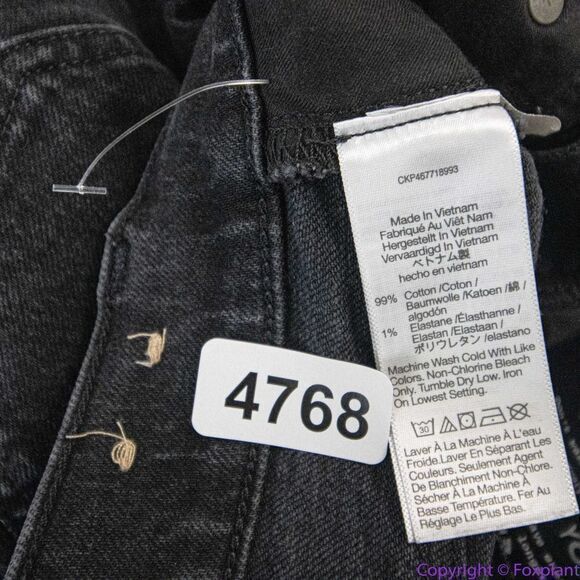 CKP467718993
Made In Vietnam
Fabriqué Au Viêt Nam
Hergestellt In Vietnam
Vervaardigd In Vietnam
ベトナム製
hecho en vietnam
99% Cotton /Coton /
Baumwolle /Katoen /綿 /
algodón
1% Elastane /Élasthanne /
Elastan /Elastaan /
ポリウレタン /elastano
Machine Wash Cold With Like
Colors. Non-Chlorine Bleach
Only. Tumble Dry Low. Iron
On Lowest Setting.
30
Laver À La Machine À L'eau
Froide.Laver En Séparant Les
Couleurs. Seulement Agent
De Blanchiment Non-Chlore.
Sécher À La Machine À
Basse Température. Fer Au
Réglage Le Plus Bas.
4768
Copyright © Foxplant